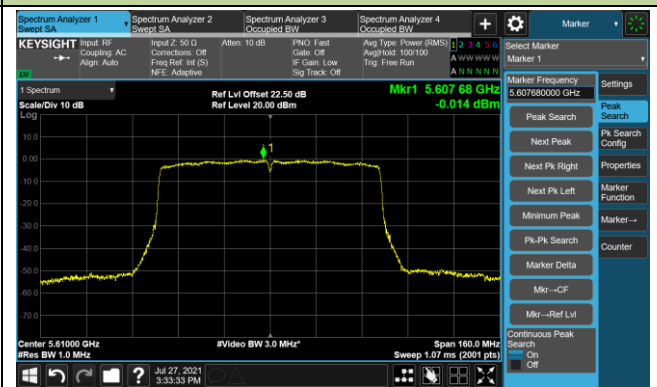 Spectrum Analyzer 1
Swept SA
Spectrum Analyzer 2
Swept SA
Spectrum Analyzer 3
Occupied BW
Spectrum Analyzer 4
Occupied BW
+
Marker
KEYSIGHT
Input: RF
Coupling: AC
Align: Auto
Input Z: 50 Ω
Corrections: Off
Freq Ref: Int (S)
NFE: Adaptive
Atten: 10 dB
PNO: Fast
Gate: Off
IF Gain: Low
Sig Track: Off
Avg Type: Power (RMS)
Avg|Hold: 100/100
Trig: Free Run
1 2 3 4 5 6
A W W W W W
A N N N N N
LXI
Select Marker
Marker 1
1 Spectrum
Scale/Div 10 dB
Log
Ref Lvl Offset 22.50 dB
Ref Level 20.00 dBm
Mkr1 5.607 68 GHz
-0.014 dBm
10.0
0.00
-10.0
-20.0
-30.0
-40.0
-50.0
-60.0
-70.0
1
Center 5.61000 GHz
#Res BW 1.0 MHz
#Video BW 3.0 MHz*
Span 160.0 MHz
Sweep 1.07 ms (2001 pts)
Marker Frequency
5.607680000 GHz
Peak Search
Next Peak
Next Pk Right
Next Pk Left
Minimum Peak
Pk-Pk Search
Marker Delta
Mkr→CF
Mkr→Ref Lvl
Continuous Peak
Search
On
Off
Settings
Peak
Search
Pk Search
Config
Properties
Marker
Function
Marker→
Counter
?
Jul 27, 2021
3:33:33 PM